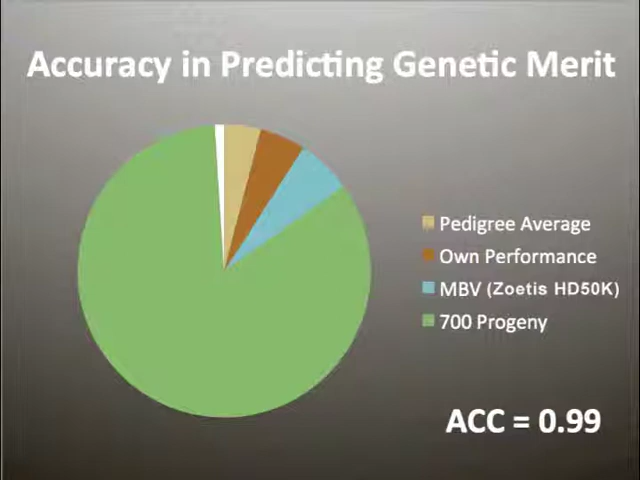 Accuracy in Predicting Genetic Merit
Pedigree Average
Own Performance
MBV (Zoetis HD50K)
700 Progeny
ACC = 0.99